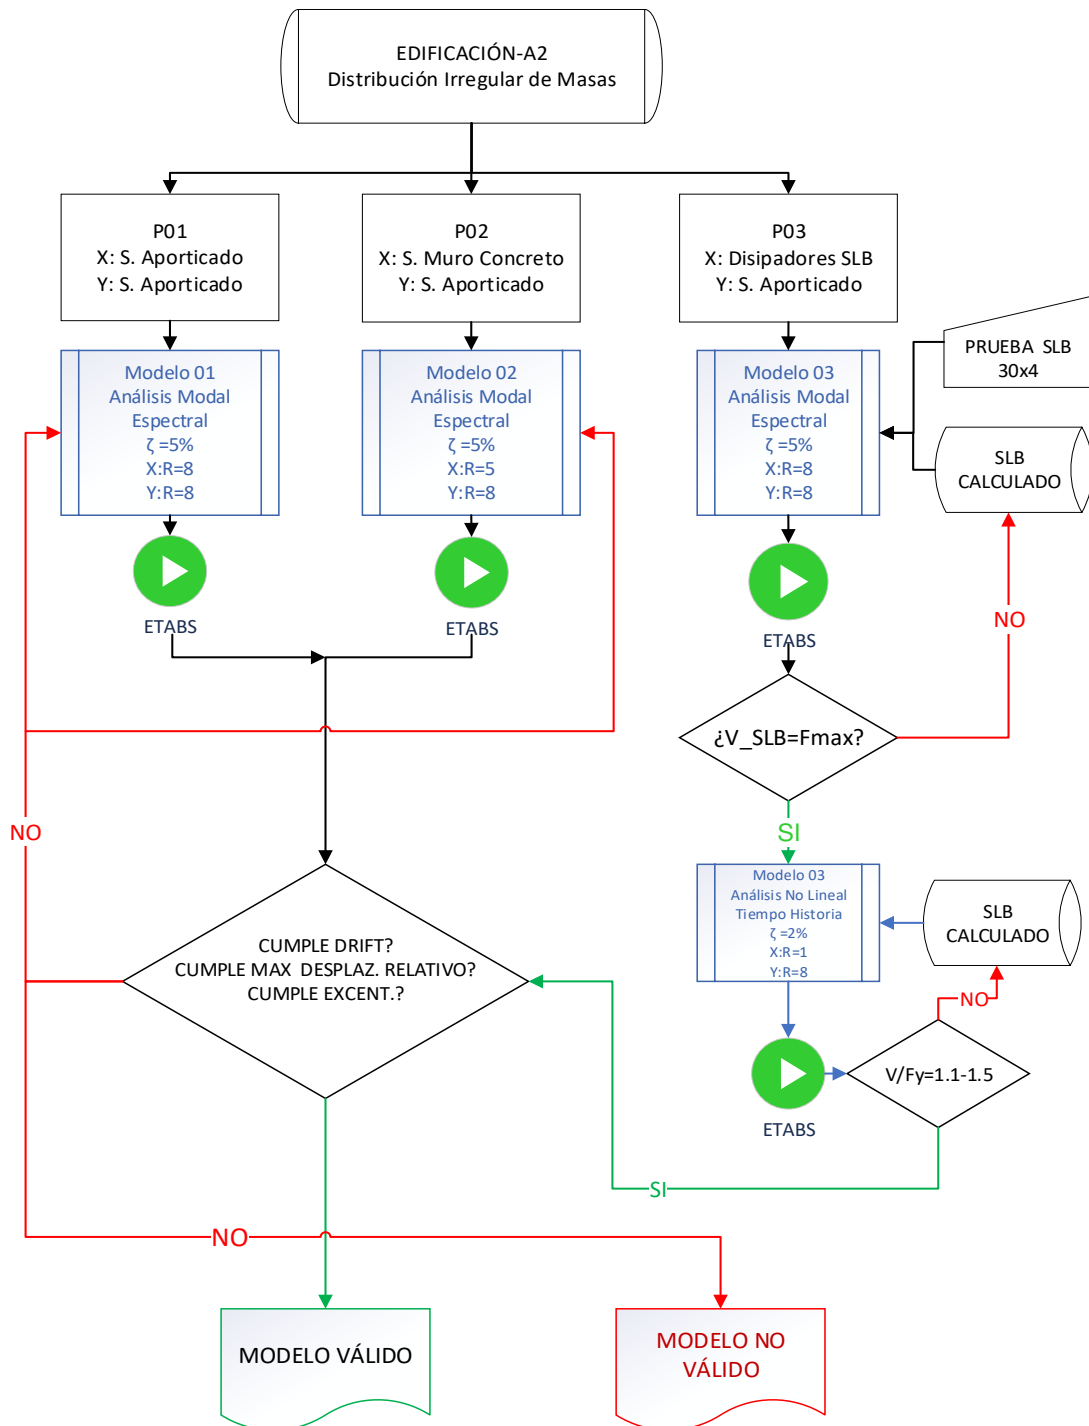 EDIFICACIÓN-A2
Distribución Irregular de Masas
P01
X: S. Aporticado
Y: S. Aporticado
P02
X: S. Muro Concreto
Y: S. Aporticado
P03
X: Disipadores SLB
Y: S. Aporticado
PRUEBA SLB
30x4
Modelo 01
Análisis Modal
Espectral
ζ =5%
X:R=8
Y:R=8
Modelo 02
Análisis Modal
Espectral
ζ =5%
X:R=5
Y:R=8
Modelo 03
Análisis Modal
Espectral
ζ =5%
X:R=8
Y:R=8
SLB
CALCULADO
ETABS
ETABS
ETABS
NO
¿V_SLB=Fmax?
NO
SI
Modelo 03
Análisis No Lineal
Tiempo Historia
ζ =2%
X:R=1
Y:R=8
SLB
CALCULADO
CUMPLE DRIFT?
CUMPLE MAX DESPLAZ. RELATIVO?
CUMPLE EXCENT.?
NO
V/Fy=1.1-1.5
ETABS
SI
NO
MODELO VÁLIDO
MODELO NO
VÁLIDO